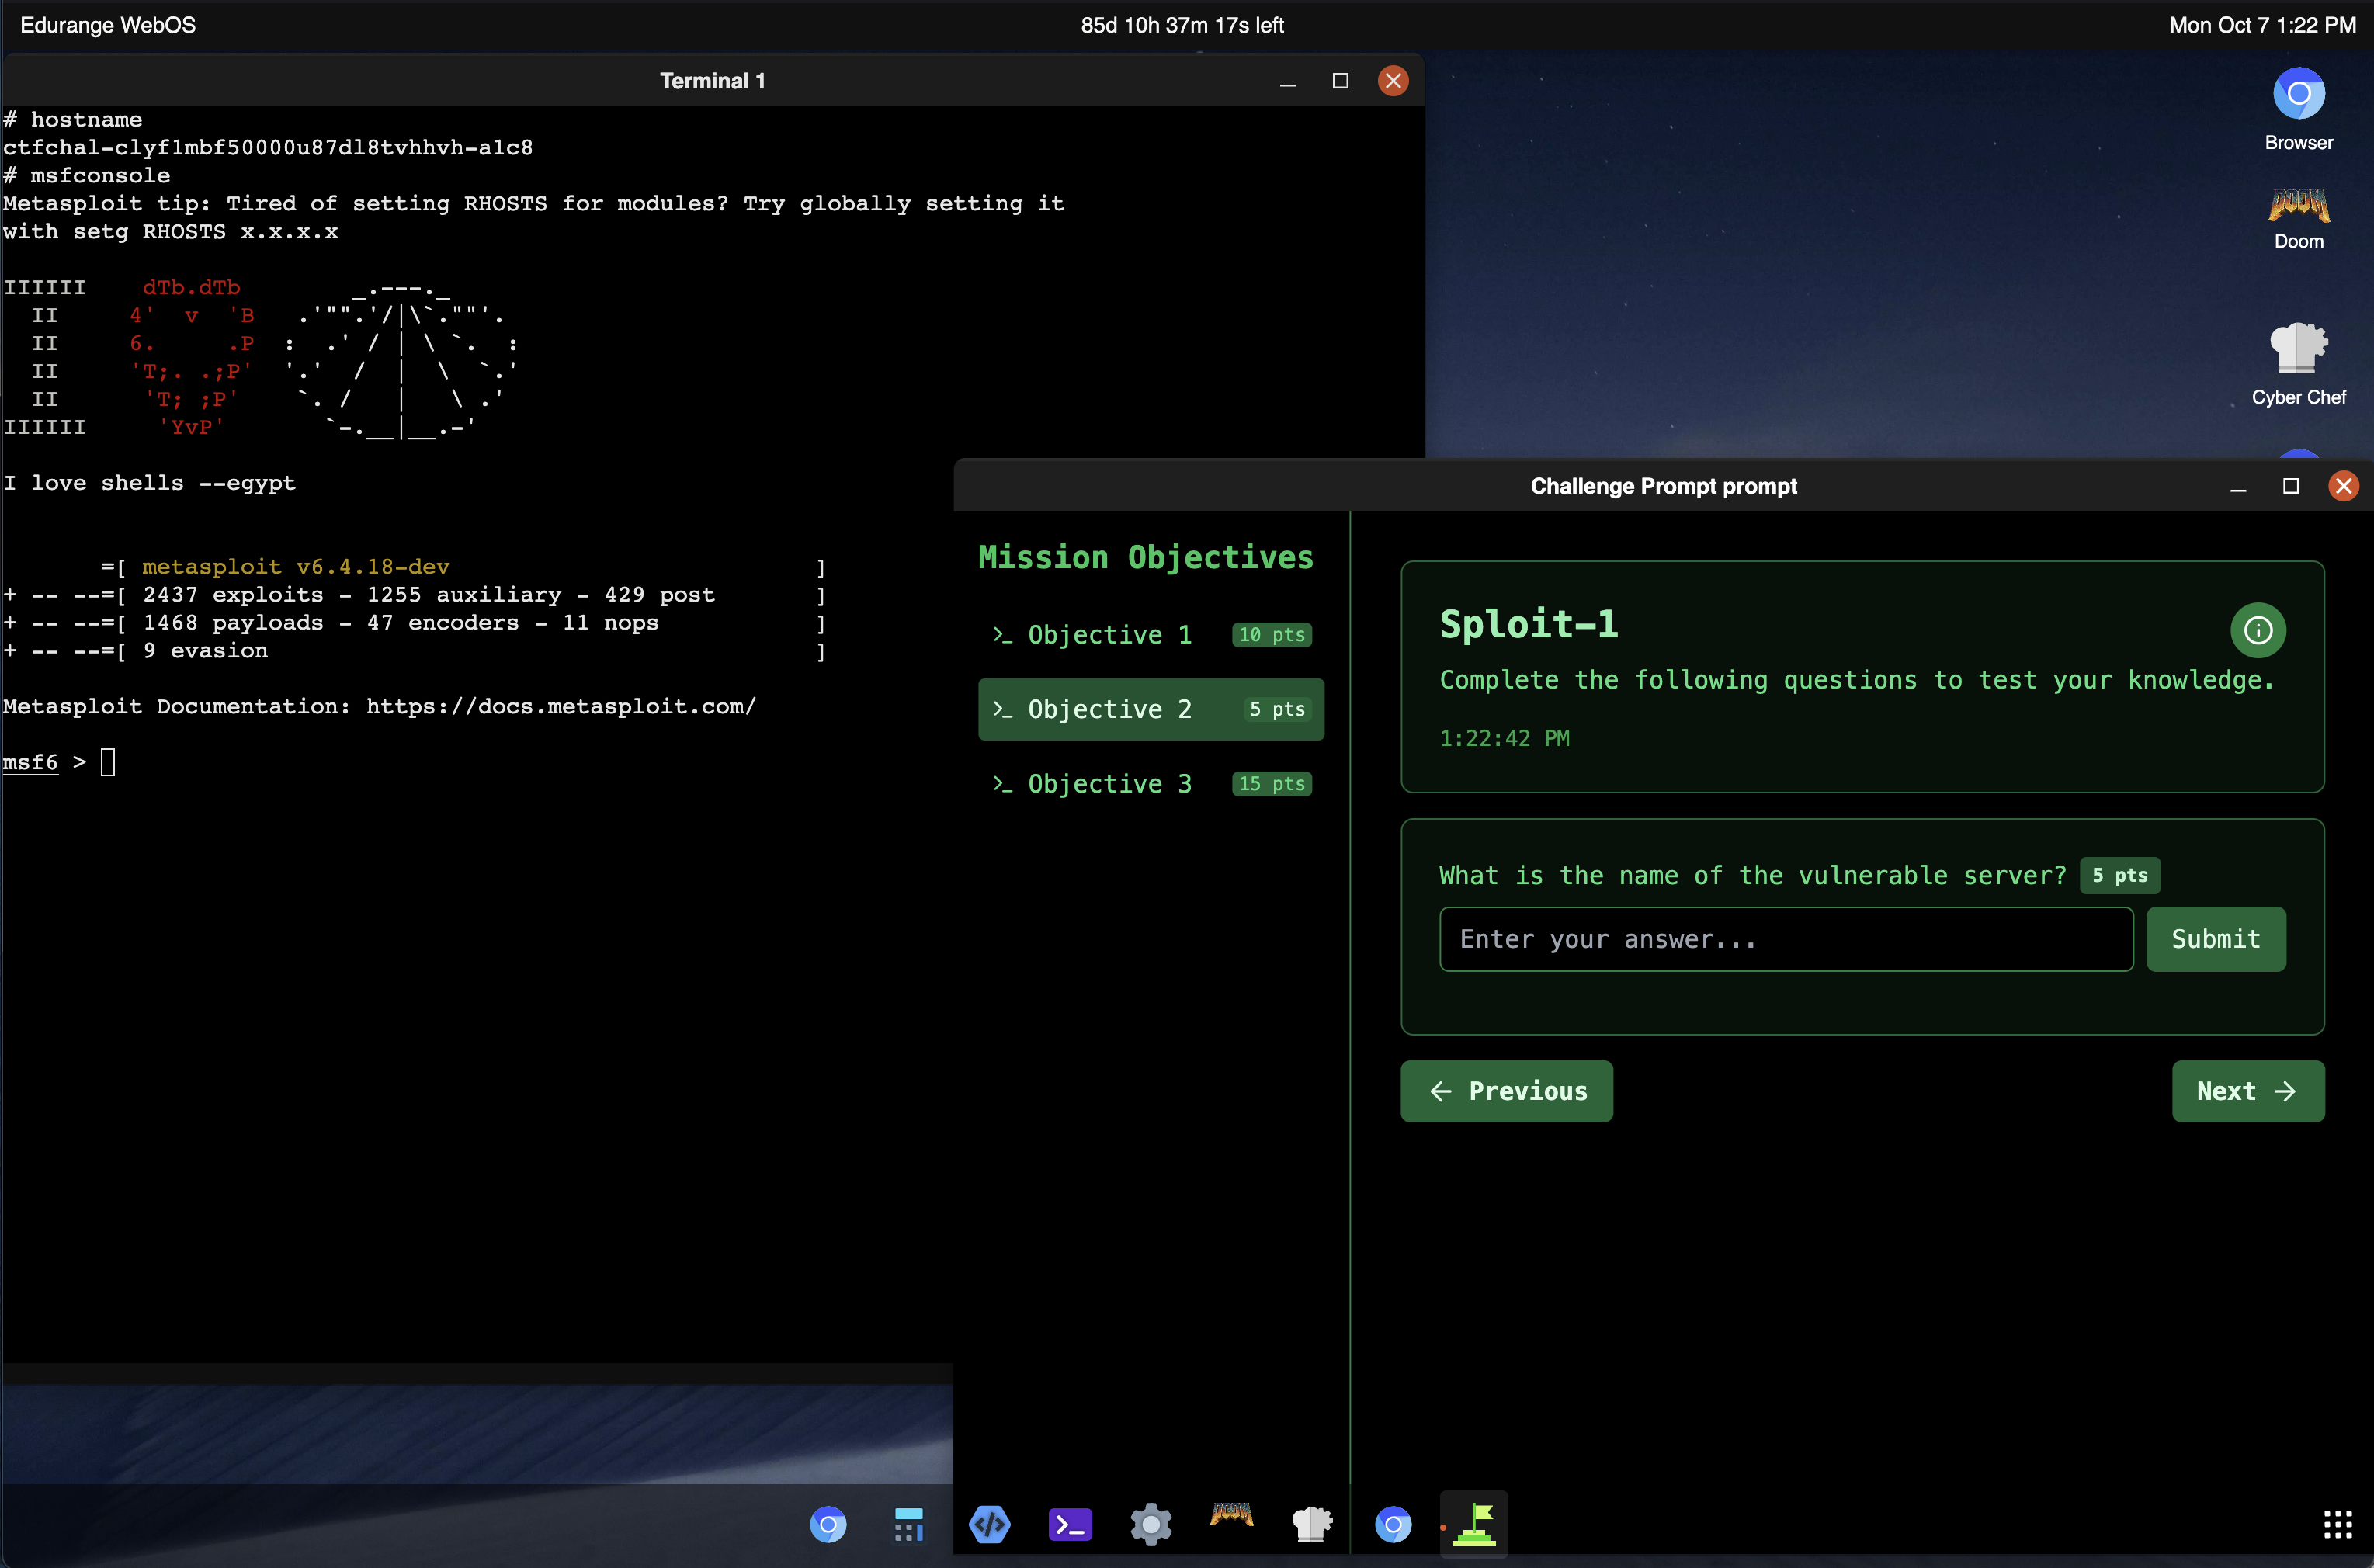 Edurange WebOS
85d 10h 37m 17s left
Mon Oct 7 1:22 PM
Terminal 1
# hostname
ctfchal-clyf1mbf50000u87dl8tvhhvh-a1c8
# msfconsole
Metasploit tip: Tired of setting RHOSTS for modules? Try globally setting it
with setg RHOSTS x.x.x.x
IIIIII    dTb.dTb        _.---._
  II     4'  v  'B   .'"".'/|\`.""'.
  II     6.     .P  :  .' / | \ `.  :
  II     'T;. .;P'  '.'  /  |  \  `.'
  II      'T; ;P'    `. /   |   \ .'
IIIIII     'YvP'       `-.__|__.-'
I love shells --egypt
       =[ metasploit v6.4.18-dev                          ]
+ -- --=[ 2437 exploits - 1255 auxiliary - 429 post       ]
+ -- --=[ 1468 payloads - 47 encoders - 11 nops           ]
+ -- --=[ 9 evasion                                       ]
Metasploit Documentation: https://docs.metasploit.com/
msf6 >
Browser
Doom
Doom
Cyber Chef
Challenge Prompt prompt
Mission Objectives
>_ Objective 1 10 pts
>_ Objective 2 5 pts
>_ Objective 3 15 pts
Sploit-1
Complete the following questions to test your knowledge.
1:22:42 PM
What is the name of the vulnerable server? 5 pts
Enter your answer...
Submit
← Previous
Next →
</>
>_
Doom